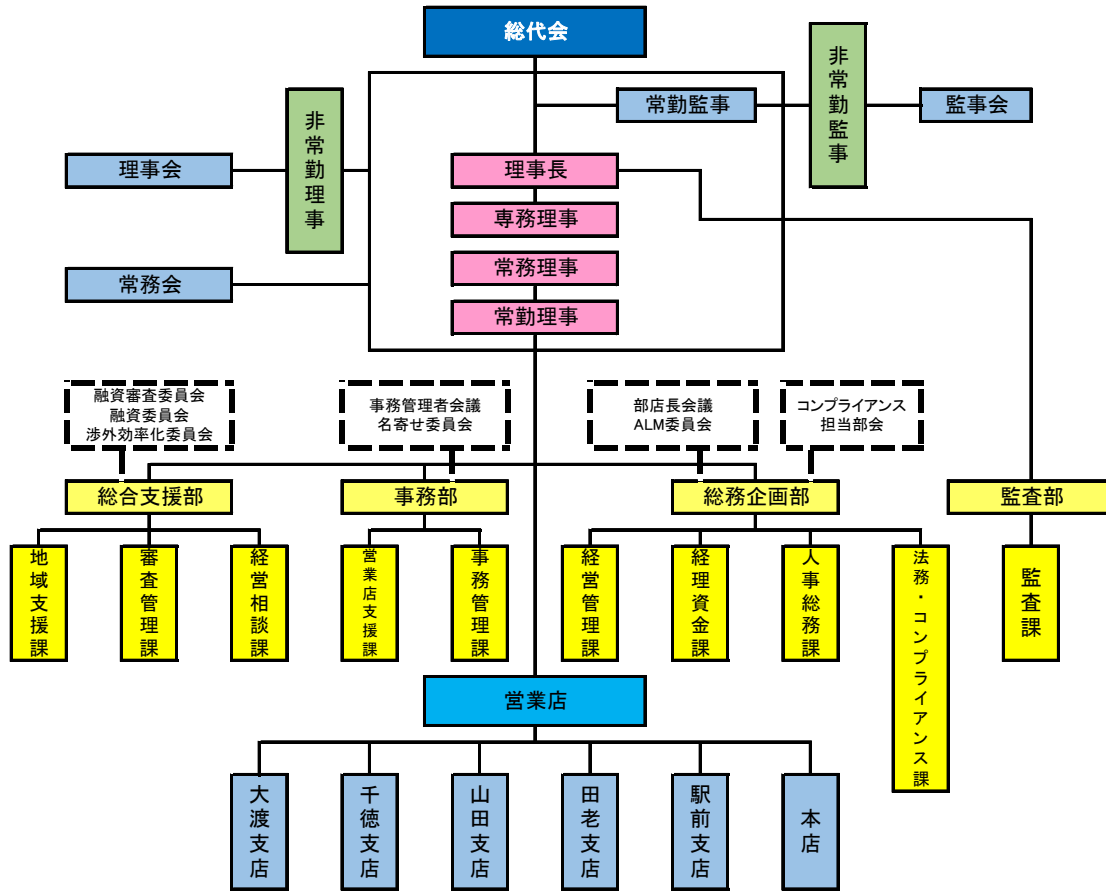 総代会
常勤監事
非常勤監事
監事会
理事会
非常勤理事
理事長
専務理事
常務会
常務理事
常勤理事
融資審査委員会
融資委員会
渉外効率化委員会
事務管理者会議
名寄せ委員会
部店長会議
ALM委員会
コンプライアンス
担当部会
総合支援部
事務部
総務企画部
監査部
地域支援課
審査管理課
経営相談課
営業店支援課
事務管理課
経営管理課
経理資金課
人事総務課
法務・コンプライアンス課
監査課
営業店
大渡支店
千徳支店
山田支店
田老支店
駅前支店
本店